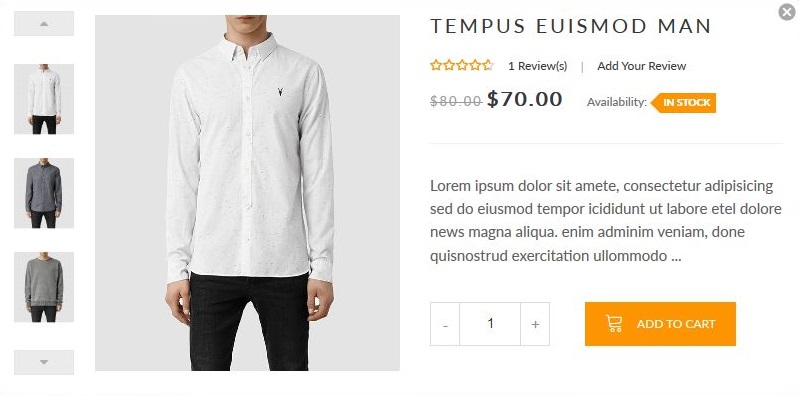 TEMPUS EUISMOD MAN
1 Review(s) | Add Your Review
$80.00 $70.00 Availability: IN STOCK
Lorem ipsum dolor sit amete, consectetur adipisicing
sed do eiusmod tempor icididunt ut labore etel dolore
news magna aliqua. enim adminim veniam, done
quisnostrud exercitation ullommodo ...
- 1 + ADD TO CART